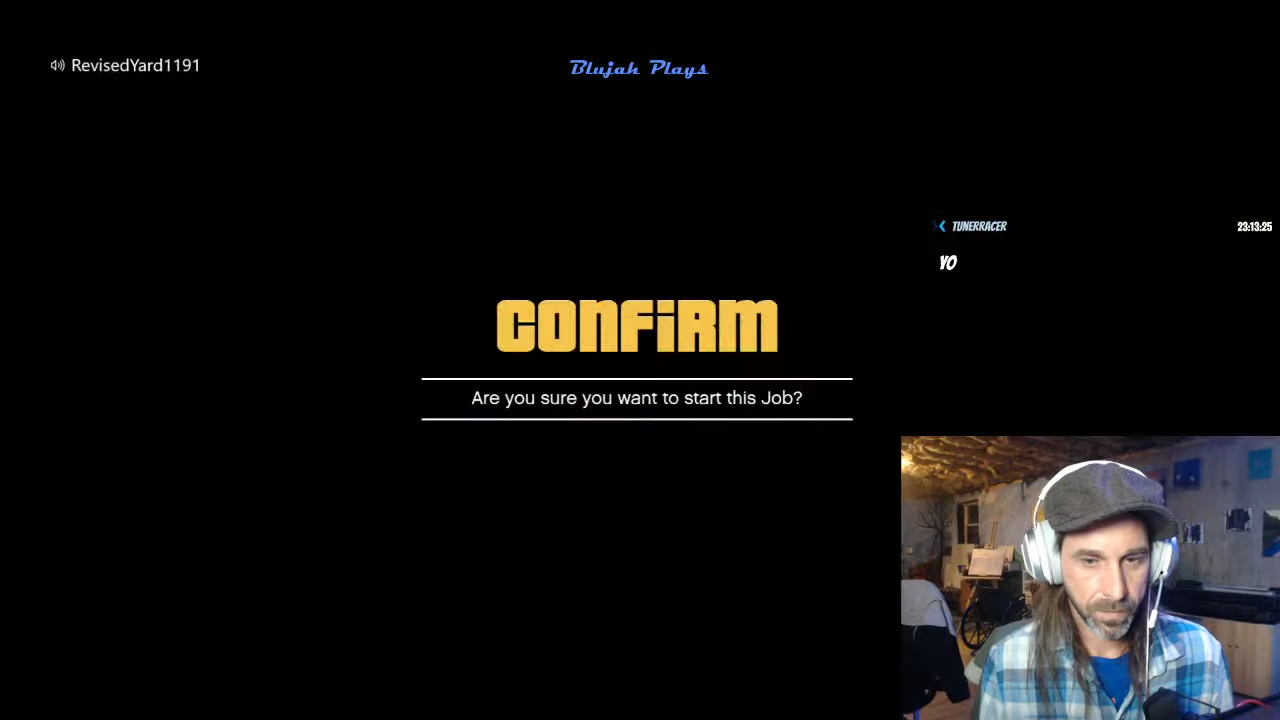 RevisedYard1191
Blujah Plays
TUNERRACER 23:13:25
YO
CONFIRM
Are you sure you want to start this Job?